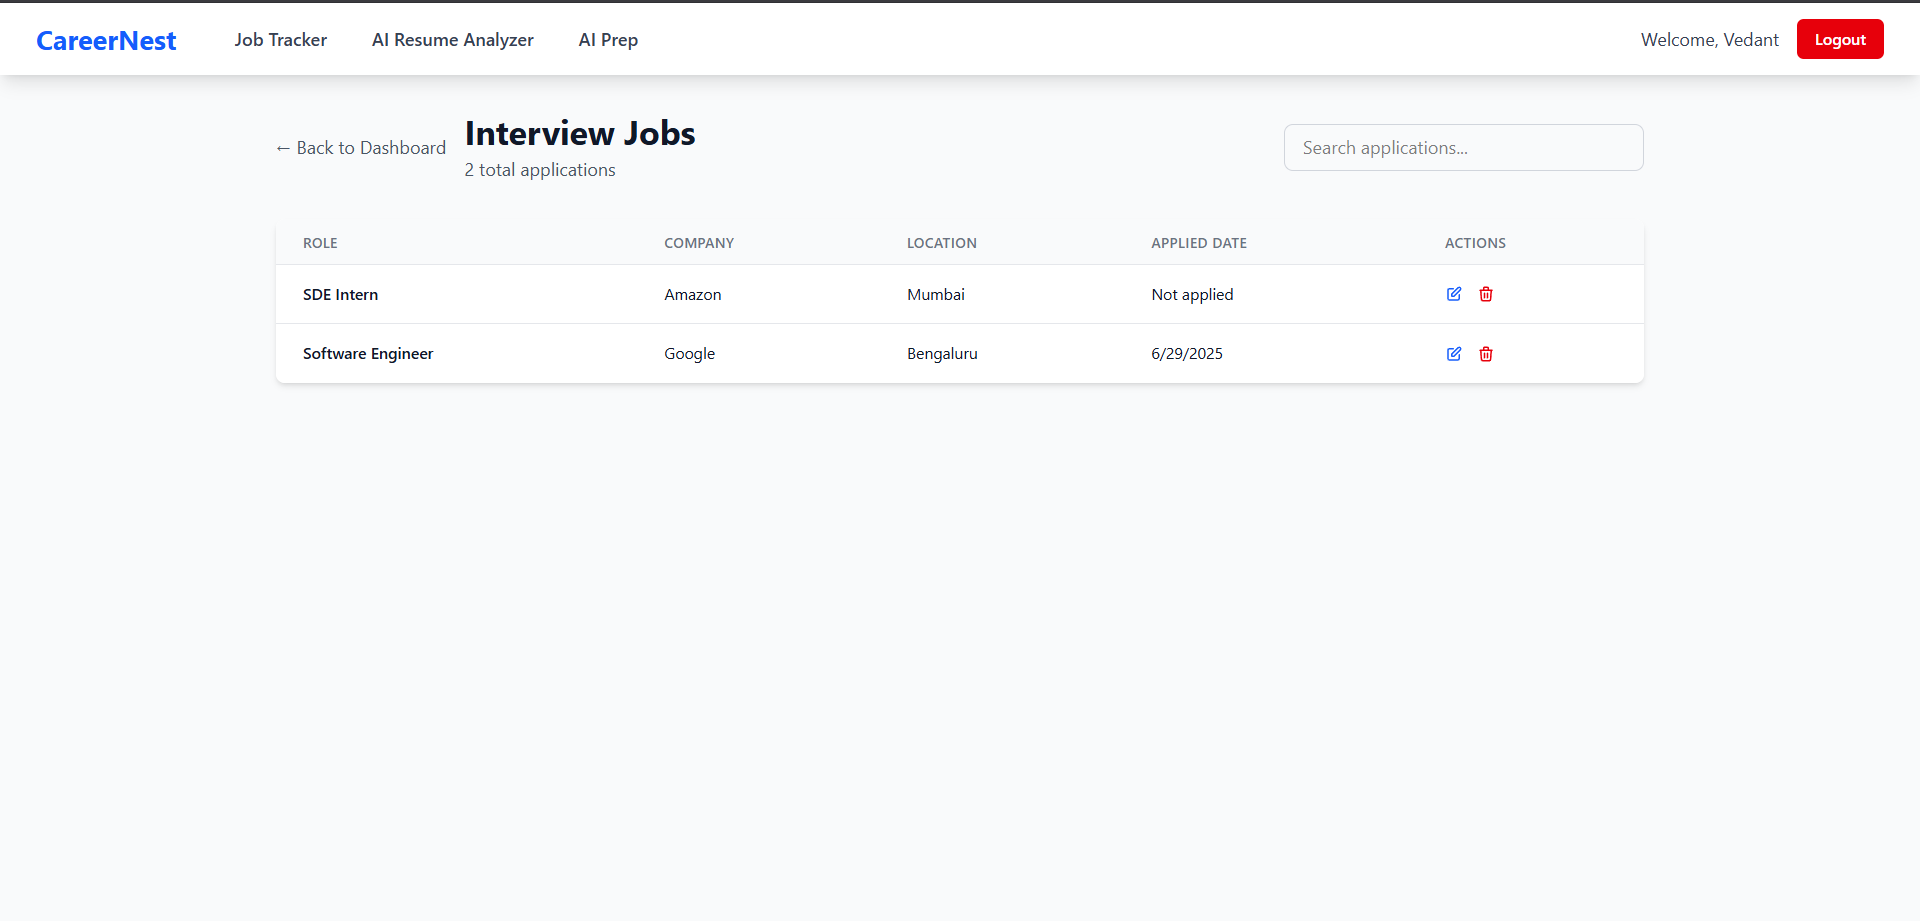 CareerNest Job Tracker AI Resume Analyzer AI Prep Welcome, Vedant Logout
← Back to Dashboard
Interview Jobs
2 total applications
Search applications...
ROLE COMPANY LOCATION APPLIED DATE ACTIONS
SDE Intern Amazon Mumbai Not applied
Software Engineer Google Bengaluru 6/29/2025